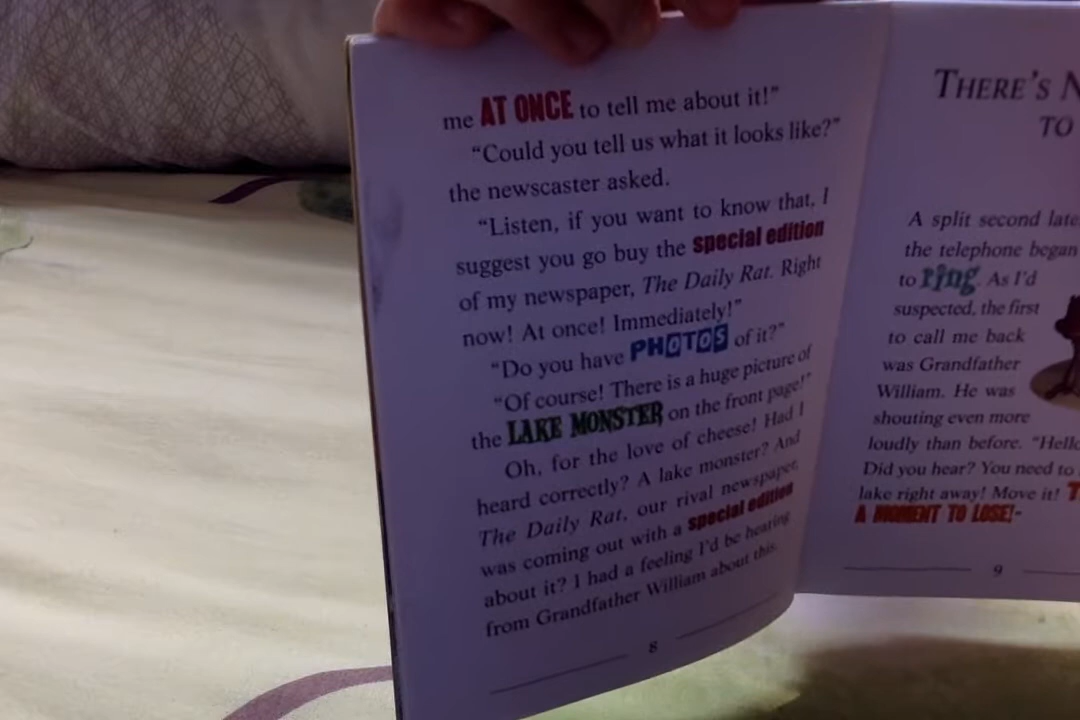 me AT ONCE to tell me about it!”
“Could you tell us what it looks like?”
the newscaster asked.
“Listen, if you want to know that, I
suggest you go buy the special edition
of my newspaper, The Daily Rat. Right
now! At once! Immediately!”
“Do you have PHOTOS of it?”
“Of course! There is a huge picture of
the LAKE MONSTER on the front page!”
Oh, for the love of cheese! Had I
heard correctly? A lake monster? And
The Daily Rat, our rival newspaper,
was coming out with a special edition
about it? I had a feeling I’d be hearing
from Grandfather William about this.
8
THERE’S
TO
A split second late
the telephone began
to ring. As I’d
suspected, the first
to call me back
was Grandfather
William. He was
shouting even more
loudly than before. “Hello
Did you hear? You need to
lake right away! Move it!
A MOMENT TO LOSE!-
9